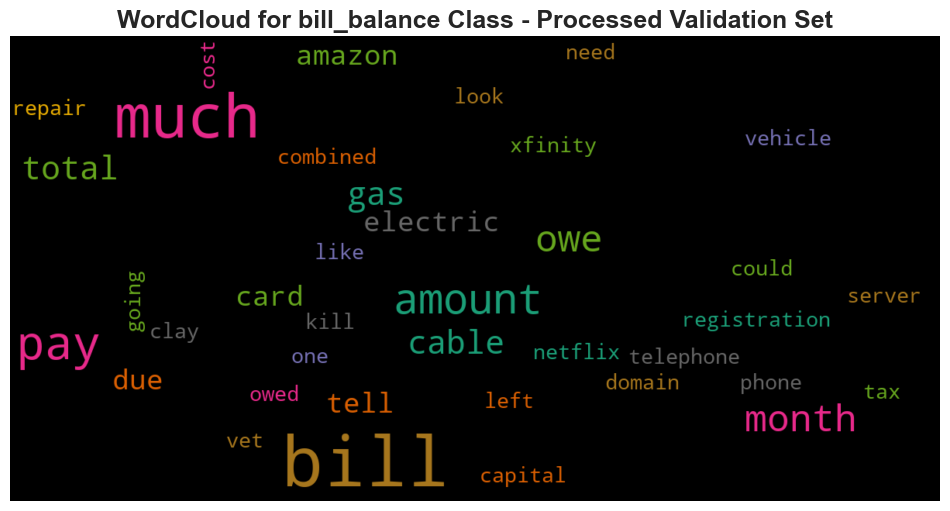 WordCloud for bill_balance Class - Processed Validation Set
cost
amazon
need
repair
much
look
total
combined
xfinity
vehicle
gas
electric
owe
like
could
going
card
amount
server
clay
kill
registration
pay
one
cable
netflix
telephone
due
owed
tell
left
domain
phone
tax
month
vet
bill
capital